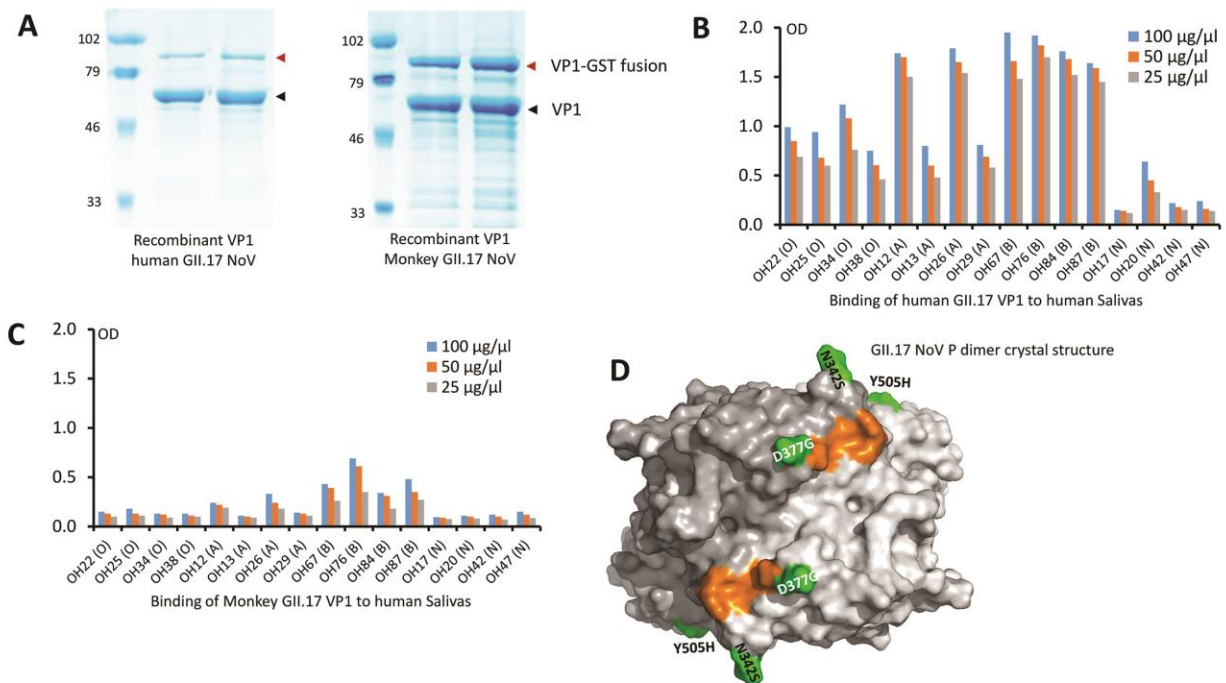 A
102
79
46
33
Recombinant VP1
human GII.17 NoV
102
79
46
33
VP1-GST fusion
VP1
Recombinant VP1
Monkey GII.17 NoV
B
OD
2.0
1.5
1.0
0.5
0.0
100 µg/µl
50 µg/µl
25 µg/µl
OH22 (O)
OH25 (O)
OH34 (O)
OH38 (O)
OH12 (A)
OH13 (A)
OH26 (A)
OH29 (A)
OH67 (B)
OH76 (B)
OH84 (B)
OH87 (B)
OH17 (N)
OH20 (N)
OH42 (N)
OH47 (N)
Binding of human GII.17 VP1 to human Salivas
C
OD
2.0
1.5
1.0
0.5
0.0
100 µg/µl
50 µg/µl
25 µg/µl
OH22 (O)
OH25 (O)
OH34 (O)
OH38 (O)
OH12 (A)
OH13 (A)
OH26 (A)
OH29 (A)
OH67 (B)
OH76 (B)
OH84 (B)
OH87 (B)
OH17 (N)
OH20 (N)
OH42 (N)
OH47 (N)
Binding of Monkey GII.17 VP1 to human Salivas
D
GII.17 NoV P dimer crystal structure
N342S
Y505H
D377G
D377G
Y505H
N342S